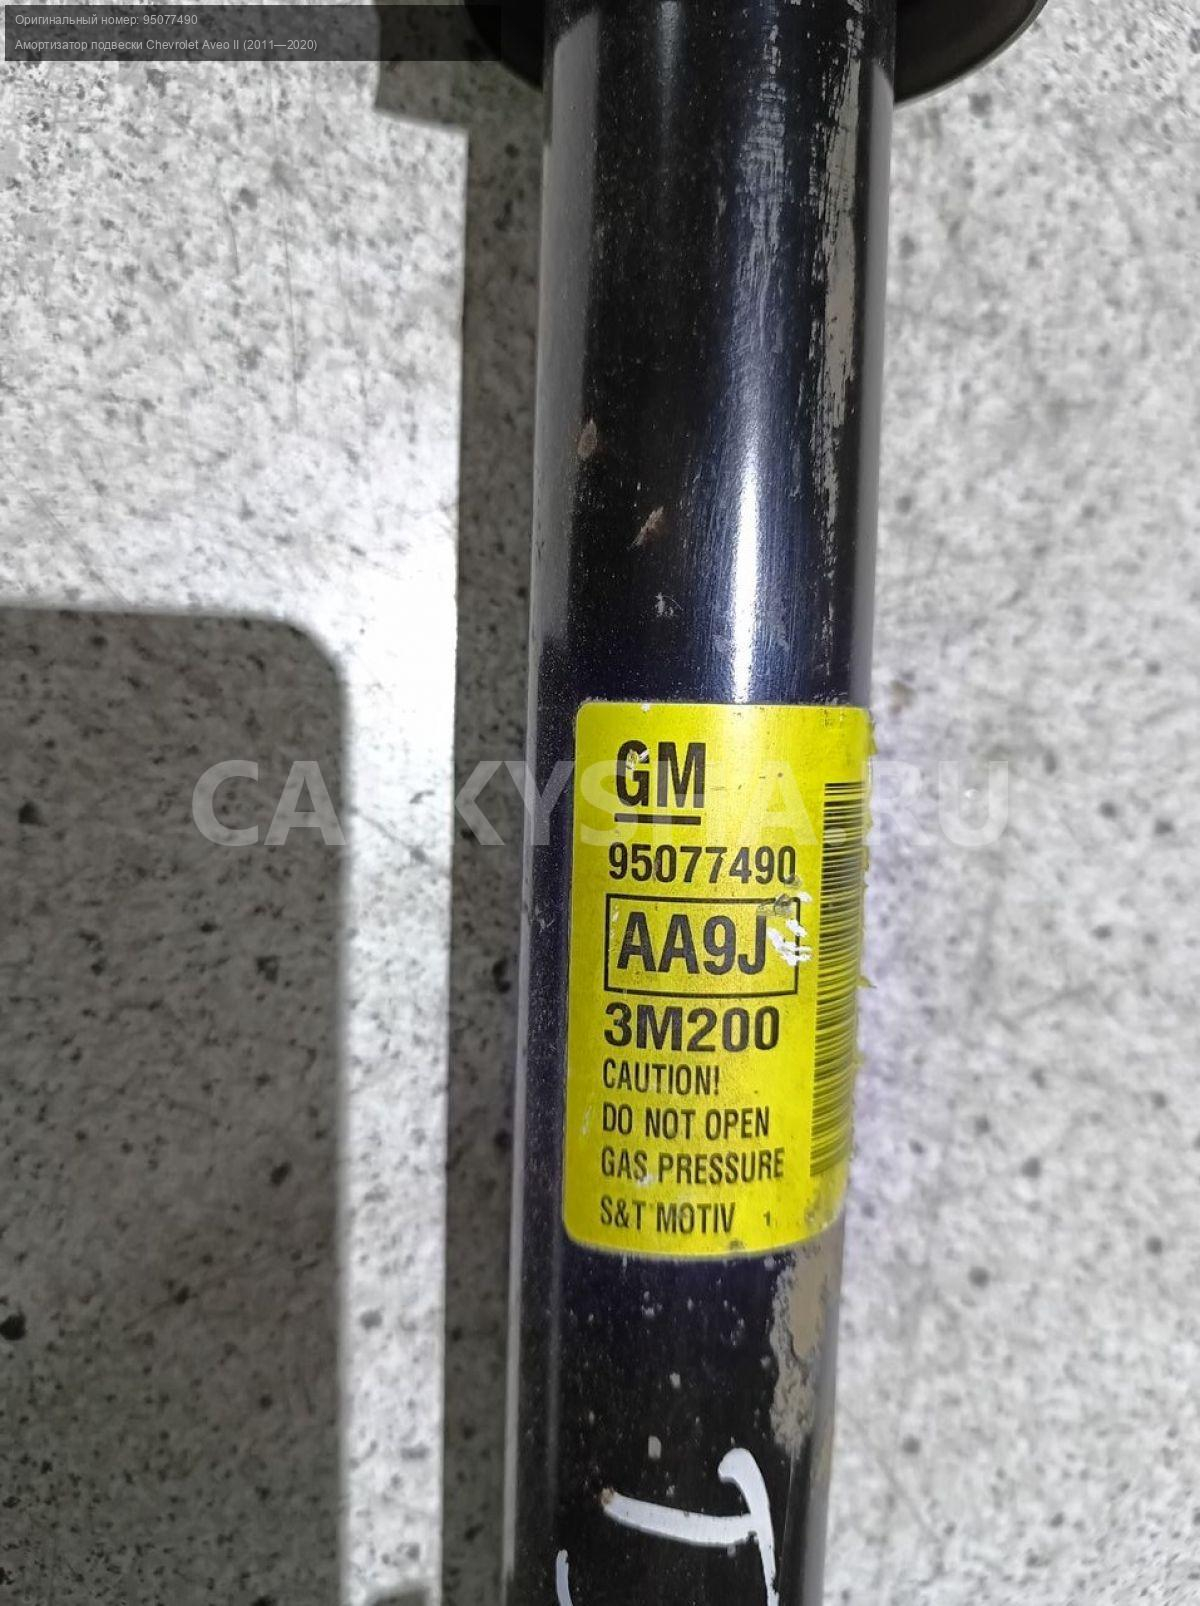 Оригинальный номер: 95077490
Амортизатор подвески Chevrolet Aveo II (2011—2020)
GM
95077490
AA9J
3M200
CAUTION!
DO NOT OPEN
GAS PRESSURE
S&T MOTIV 1